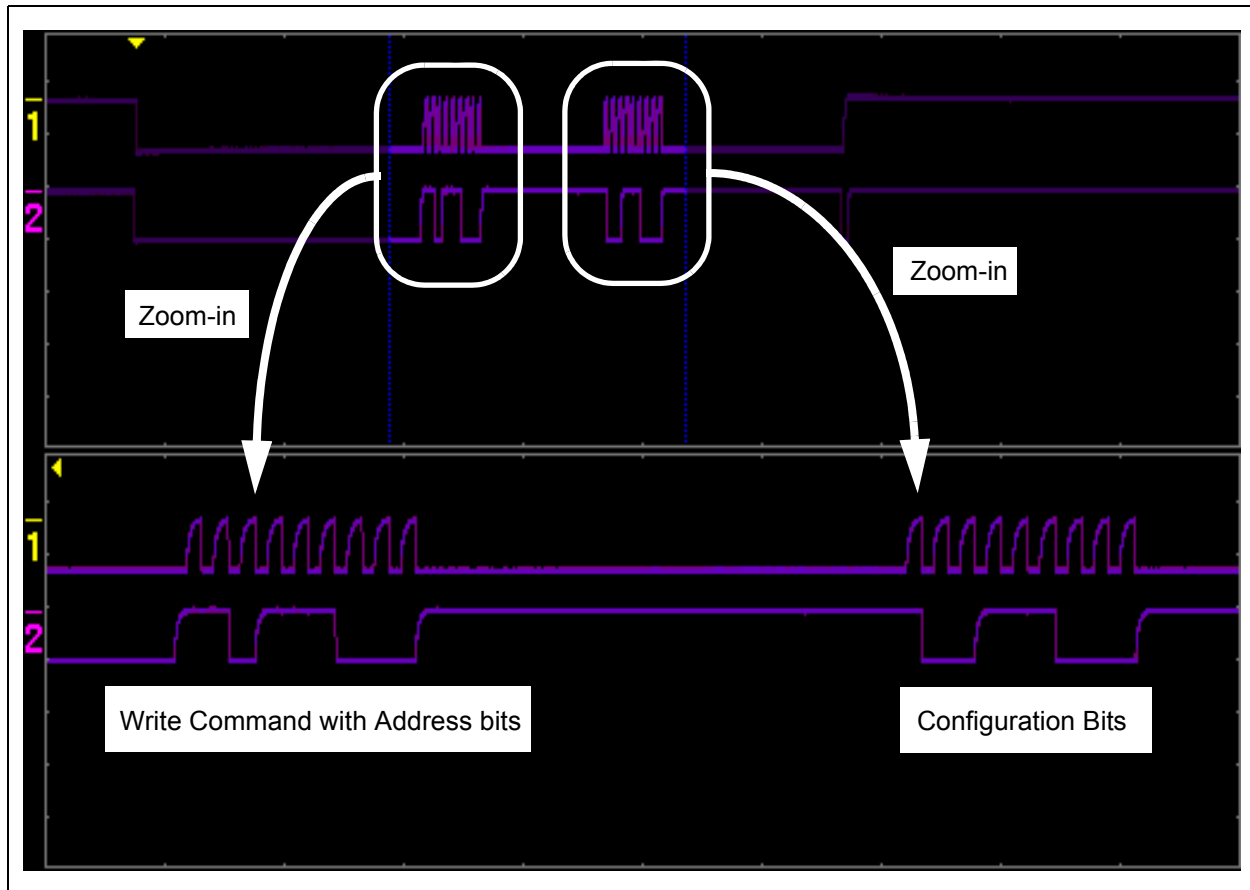 1
2
Zoom-in
Zoom-in
1
2
Write Command with Address bits
Configuration Bits